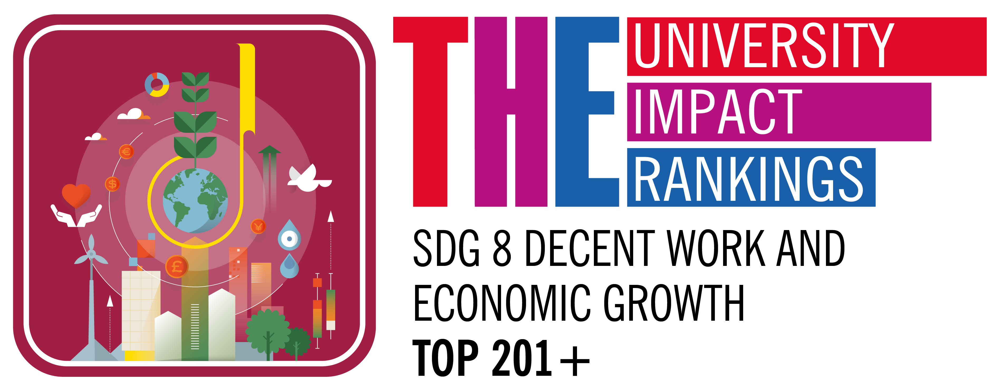 THE
UNIVERSITY
IMPACT
RANKINGS
SDG 8 DECENT WORK AND
ECONOMIC GROWTH
TOP 201+
€
$
¥
£